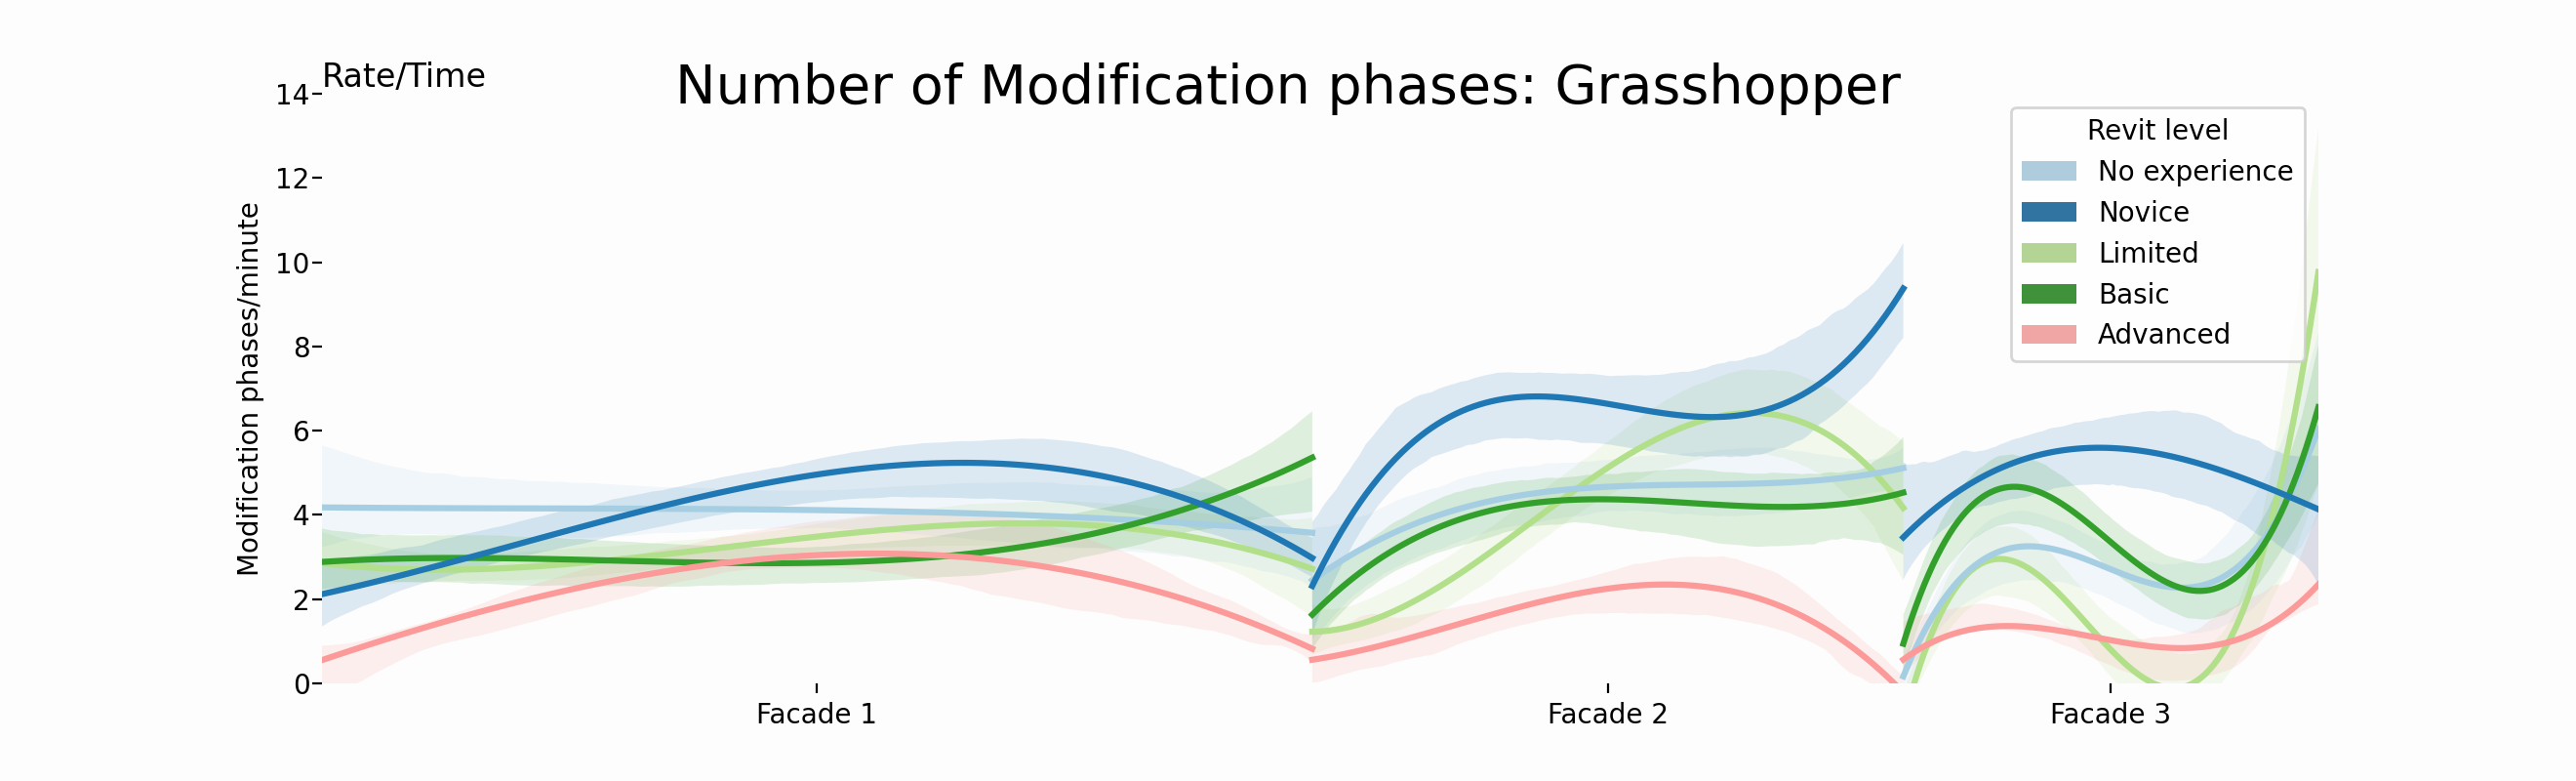 Rate/Time
Number of Modification phases: Grasshopper
Modification phases/minute
14
12
10
8
6
4
2
0
Revit level
No experience
Novice
Limited
Basic
Advanced
Facade 1
Facade 2
Facade 3